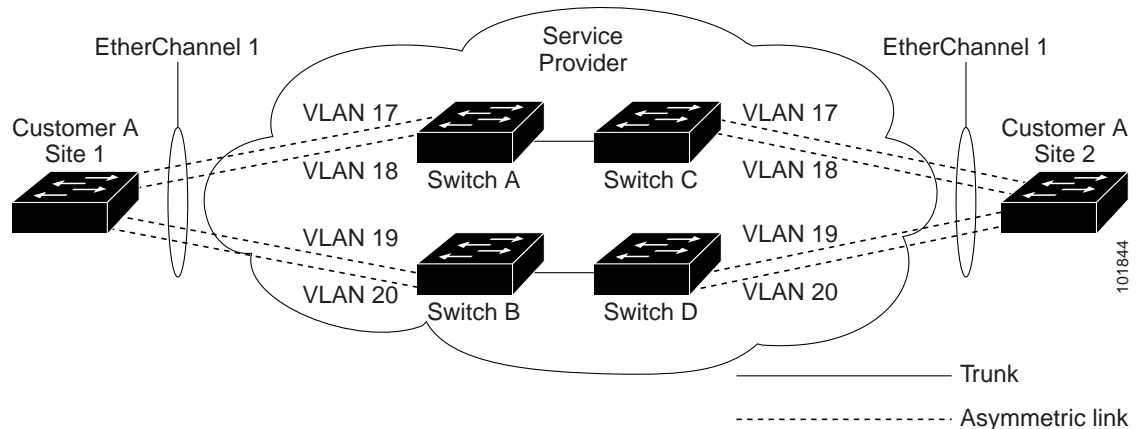 EtherChannel 1
Service
Provider
EtherChannel 1
Customer A
Site 1
VLAN 17
VLAN 18
Switch A
Switch C
VLAN 17
VLAN 18
Customer A
Site 2
VLAN 19
VLAN 20
Switch B
Switch D
VLAN 19
VLAN 20
101844
Trunk
Asymmetric link